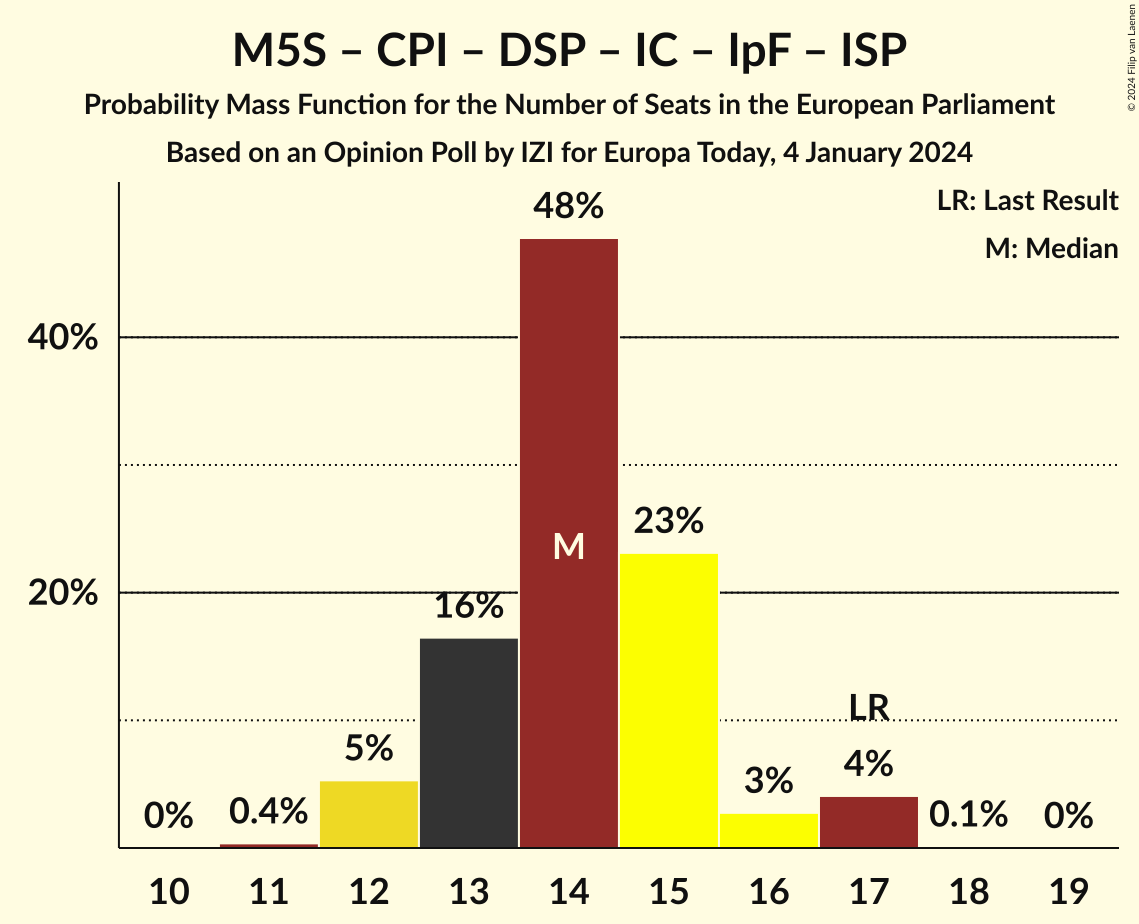 M5S – CPI – DSP – IC – IpF – ISP
Probability Mass Function for the Number of Seats in the European Parliament
Based on an Opinion Poll by IZI for Europa Today, 4 January 2024
© 2024 Filip van Laenen
LR: Last Result
M: Median
48%
40%
23%
M
20%
16%
LR
5%
4%
3%
0%
0.4%
0.1%
0%
10 11 12 13 14 15 16 17 18 19